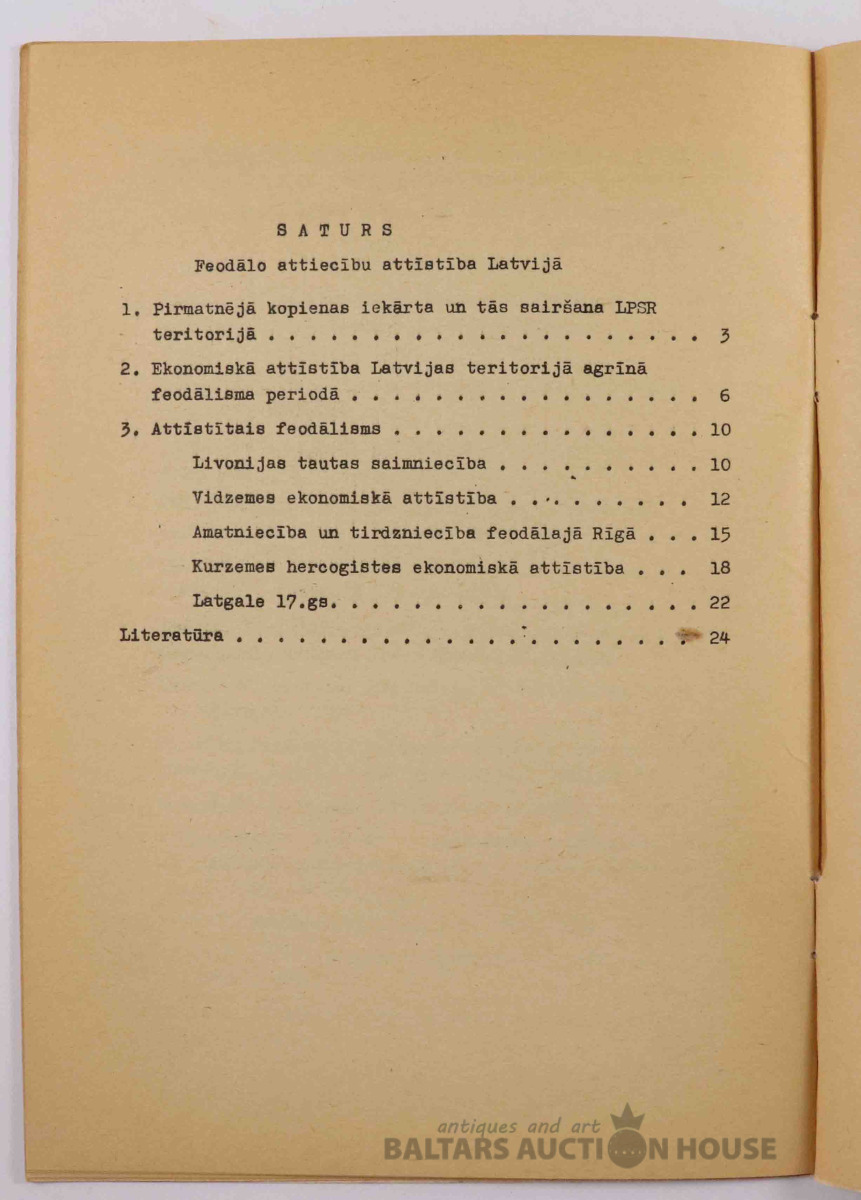 S A T U R S
Feodālo attiecību attīstība Latvijā
1. Pirmatnējā kopienas iekārta un tās sairšana LPSR
teritorijā . . . . . . . . . . . . . . . . . . . . . 3
2. Ekonomiskā attīstība Latvijas teritorijā agrīnā
feodālisma periodā . . . . . . . . . . . . . . . . . 6
3. Attīstītais feodālisms . . . . . . . . . . . . . . . 10
Livonijas tautas saimniecība . . . . . . . . . . 10
Vidzemes ekonomiskā attīstība . . . . . . . . . 12
Amatniecība un tirdzniecība feodālajā Rīgā . . . 15
Kurzemes hercogistes ekonomiskā attīstība . . . 18
Latgale 17.gs. . . . . . . . . . . . . . . . . . . 22
Literatūra . . . . . . . . . . . . . . . . . . . . . . 24
antiques and art
BALTARS AUCTION HOUSE